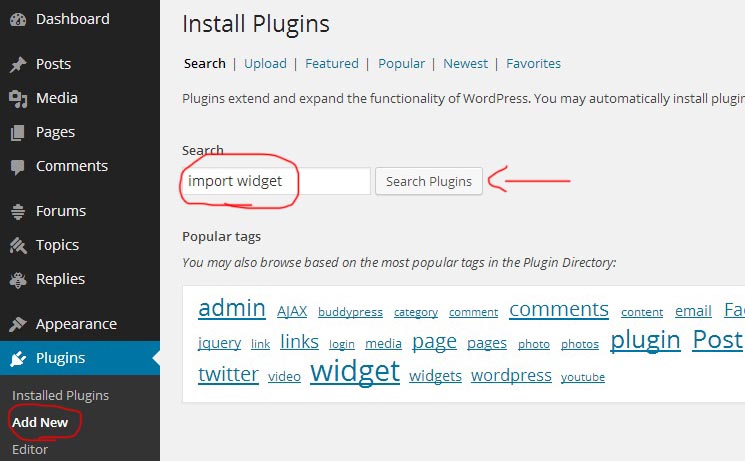 Dashboard
Posts
Media
Pages
Comments
Forums
Topics
Replies
Appearance
Plugins
Installed Plugins
Add New
Editor
Install Plugins
Search | Upload | Featured | Popular | Newest | Favorites
Plugins extend and expand the functionality of WordPress. You may automatically install plugin
Search
import widget Search Plugins
Popular tags
You may also browse based on the most popular tags in the Plugin Directory:
admin AJAX buddypress category comment comments content email Fa
jquery link links login media page pages photo photos plugin Post
twitter video widget widgets wordpress youtube